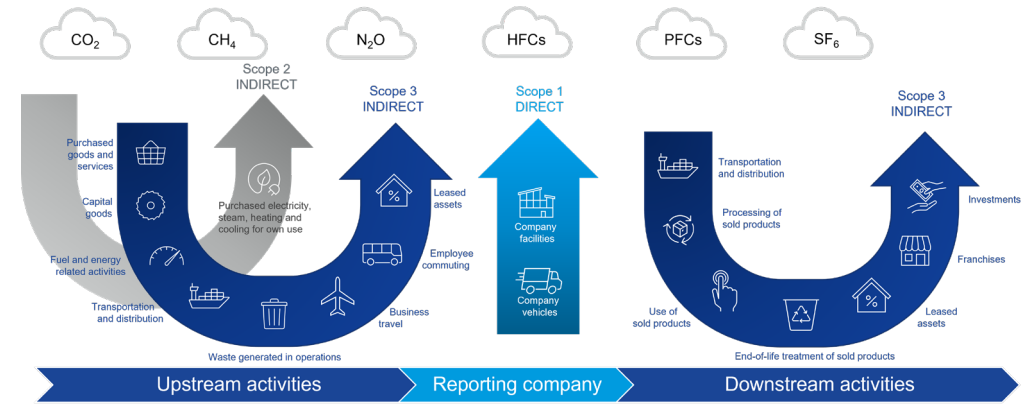 CO₂
CH₄
N₂O
HFCs
PFCs
SF₆
Scope 2
INDIRECT
Scope 3
INDIRECT
Scope 1
DIRECT
Scope 3
INDIRECT
Purchased
goods and
services
Capital
goods
Fuel and energy
related activities
Transportation
and distribution
Waste generated in operations
Business
travel
Employee
commuting
Leased
assets
Purchased electricity,
steam, heating and
cooling for own use
Company
facilities
Company
vehicles
Transportation
and distribution
Processing of
sold products
Use of
sold products
End-of-life treatment of sold products
Leased
assets
Franchises
Investments
Upstream activities
Reporting company
Downstream activities